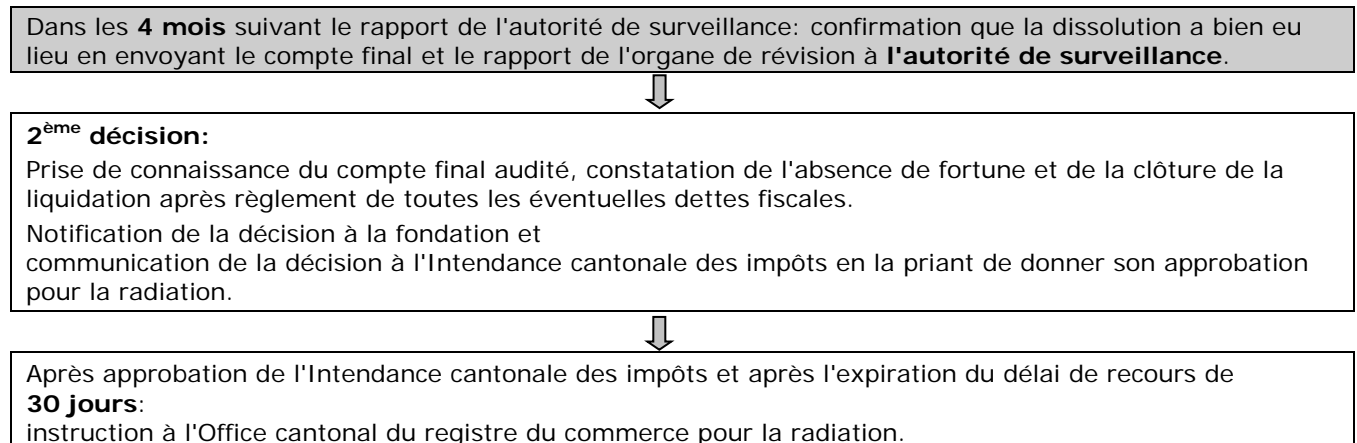 Dans les 4 mois suivant le rapport de l'autorité de surveillance: confirmation que la dissolution a bien eu
lieu en envoyant le compte final et le rapport de l'organe de révision à l'autorité de surveillance.
2ème décision:
Prise de connaissance du compte final audité, constatation de l'absence de fortune et de la clôture de la
liquidation après règlement de toutes les éventuelles dettes fiscales.
Notification de la décision à la fondation et
communication de la décision à l'Intendance cantonale des impôts en la priant de donner son approbation
pour la radiation.
Après approbation de l'Intendance cantonale des impôts et après l'expiration du délai de recours de
30 jours:
instruction à l'Office cantonal du registre du commerce pour la radiation.